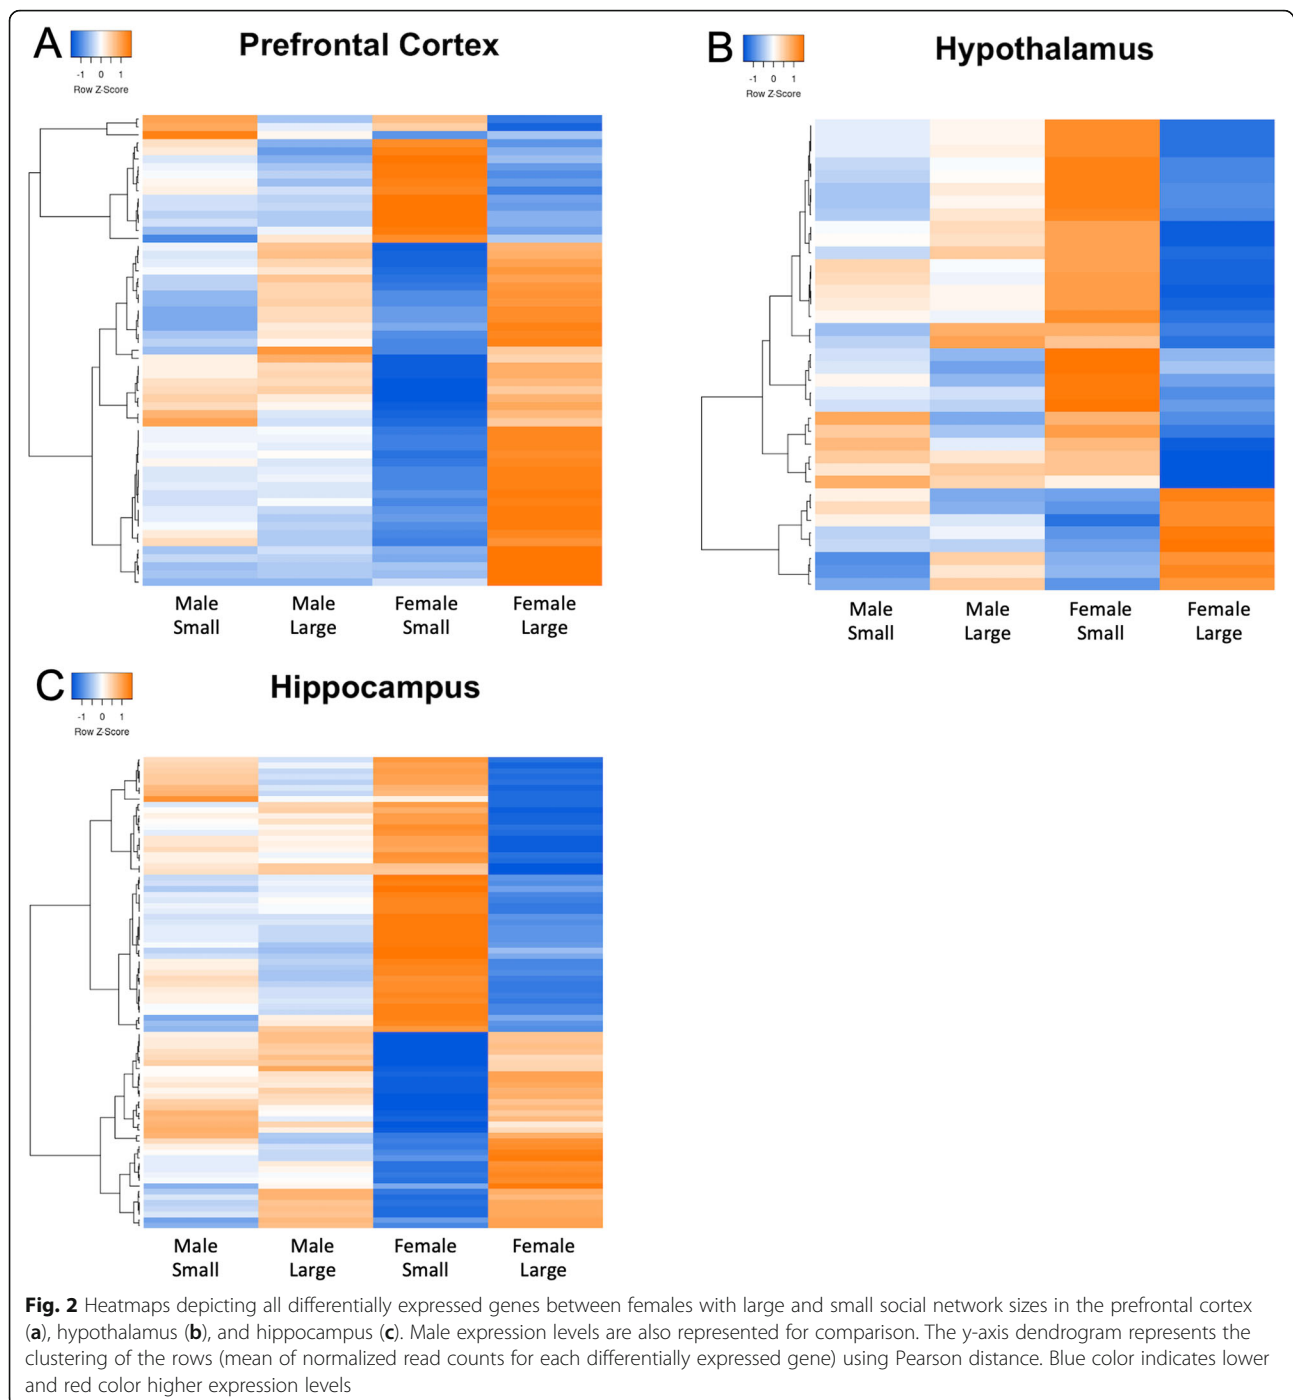 A
-1 0 1
Row Z-Score
Prefrontal Cortex
Male
Small
Male
Large
Female
Small
Female
Large
B
-1 0 1
Row Z-Score
Hypothalamus
Male
Small
Male
Large
Female
Small
Female
Large
C
-1 0 1
Row Z-Score
Hippocampus
Male
Small
Male
Large
Female
Small
Female
Large
Fig. 2 Heatmaps depicting all differentially expressed genes between females with large and small social network sizes in the prefrontal cortex
(a), hypothalamus (b), and hippocampus (c). Male expression levels are also represented for comparison. The y-axis dendrogram represents the
clustering of the rows (mean of normalized read counts for each differentially expressed gene) using Pearson distance. Blue color indicates lower
and red color higher expression levels